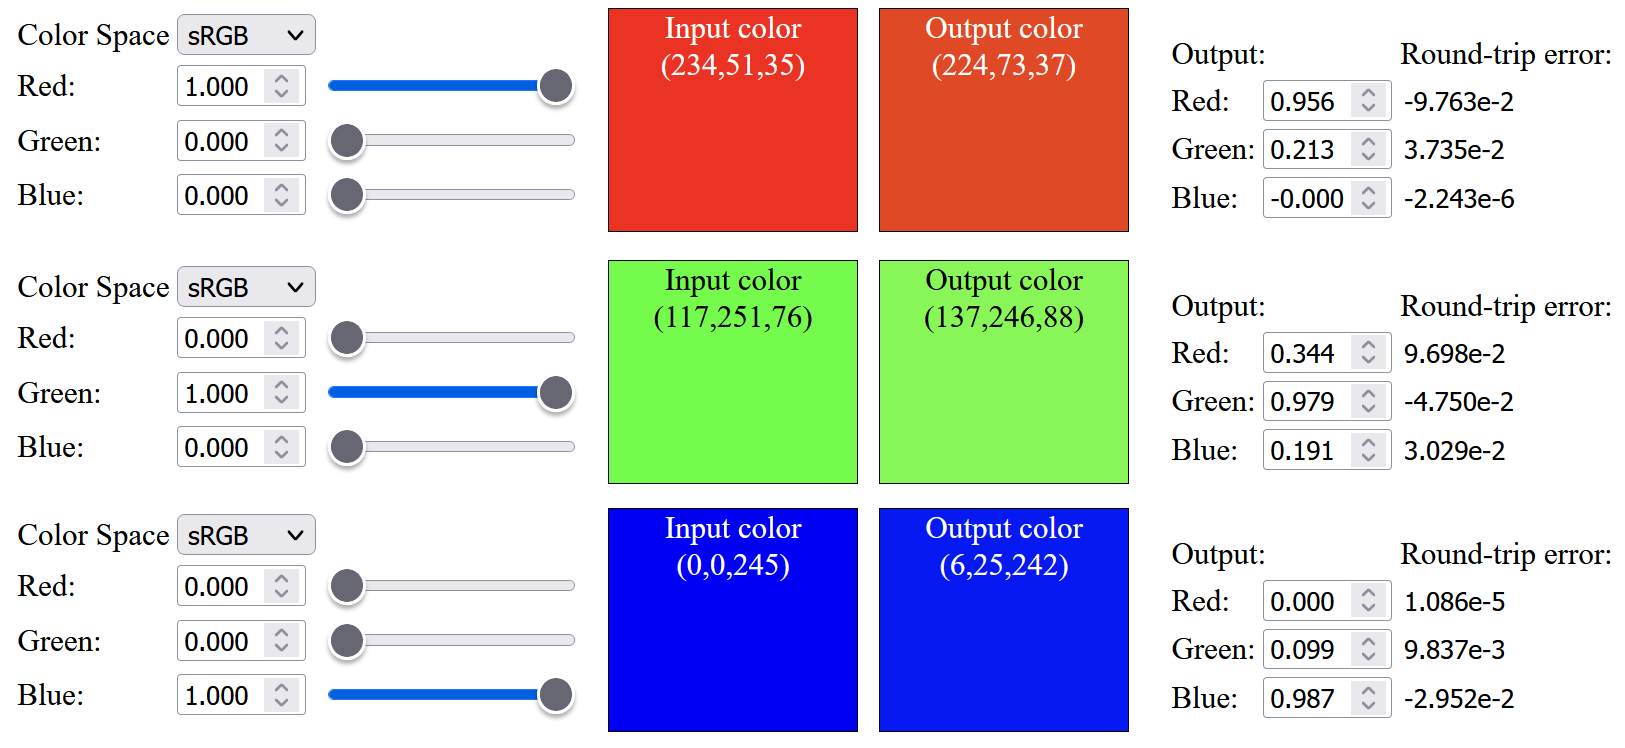 Color Space sRGB
Red: 1.000
Green: 0.000
Blue: 0.000
Input color
(234,51,35)
Output color
(224,73,37)
Output: Round-trip error:
Red: 0.956 -9.763e-2
Green: 0.213 3.735e-2
Blue: -0.000 -2.243e-6
Color Space sRGB
Red: 0.000
Green: 1.000
Blue: 0.000
Input color
(117,251,76)
Output color
(137,246,88)
Output: Round-trip error:
Red: 0.344 9.698e-2
Green: 0.979 -4.750e-2
Blue: 0.191 3.029e-2
Color Space sRGB
Red: 0.000
Green: 0.000
Blue: 1.000
Input color
(0,0,245)
Output color
(6,25,242)
Output: Round-trip error:
Red: 0.000 1.086e-5
Green: 0.099 9.837e-3
Blue: 0.987 -2.952e-2